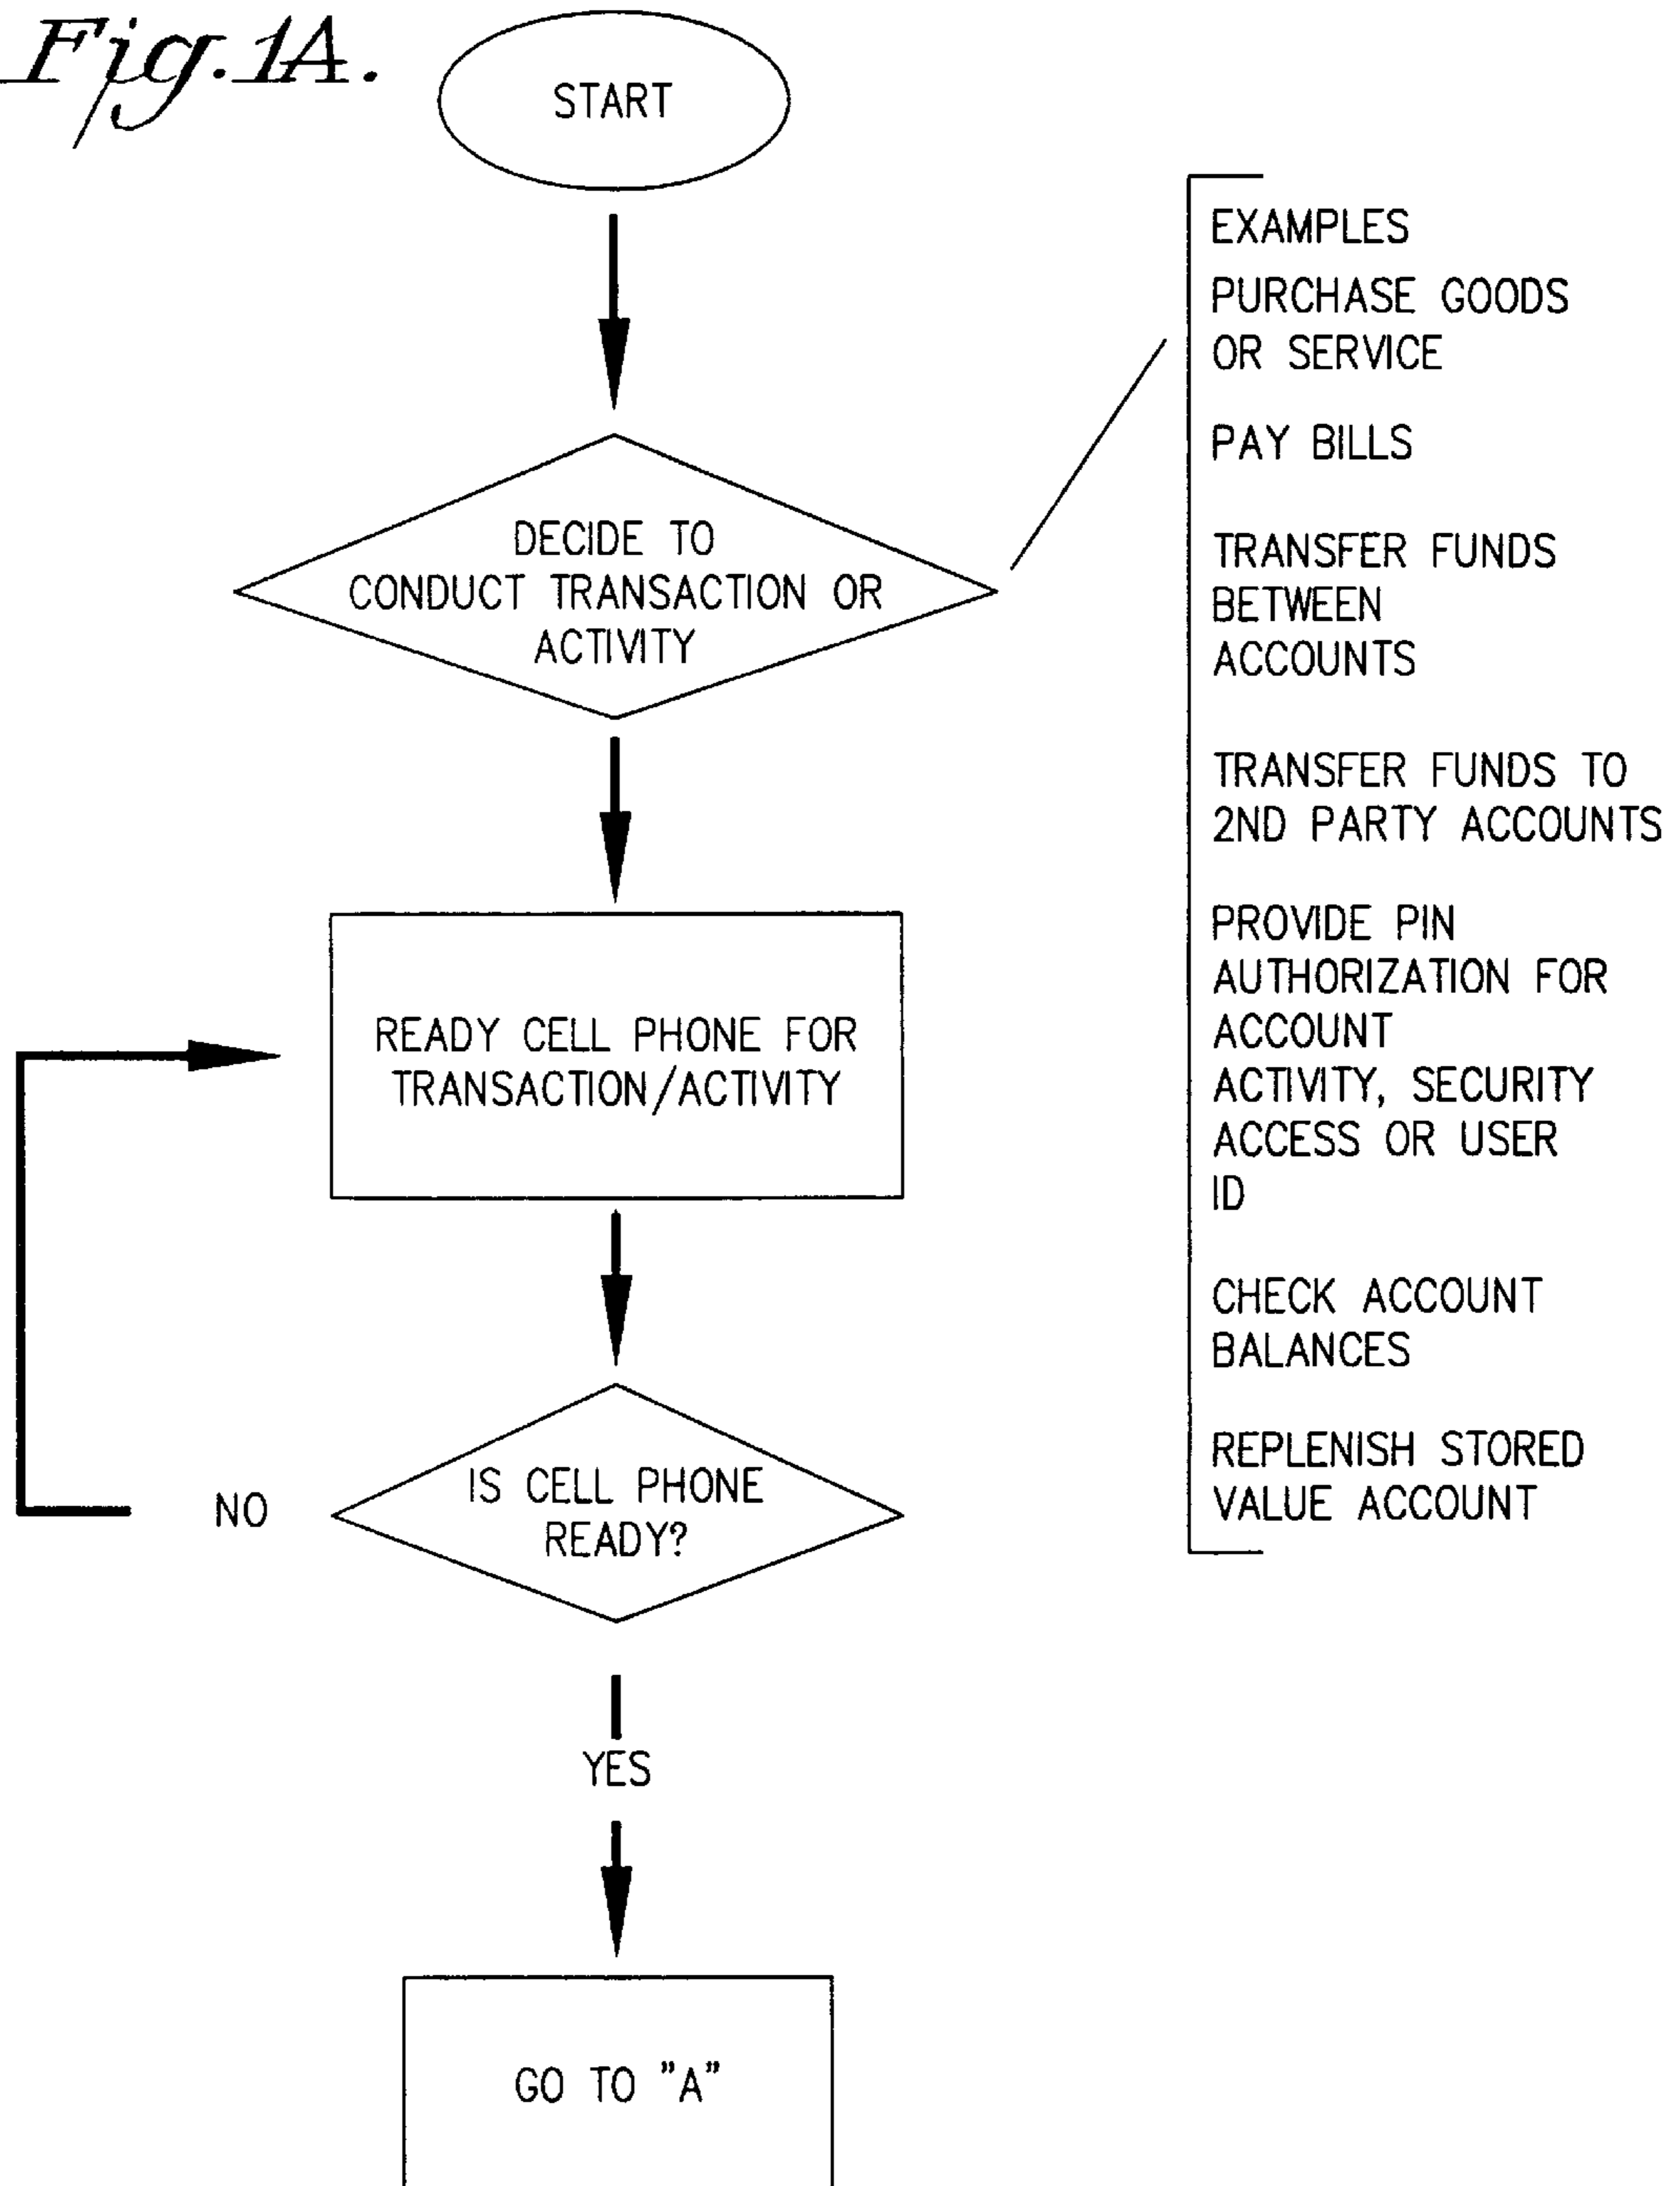 Fig. 1A.
START
DECIDE TO
CONDUCT TRANSACTION OR
ACTIVITY
EXAMPLES
PURCHASE GOODS
OR SERVICE
PAY BILLS
TRANSFER FUNDS
BETWEEN
ACCOUNTS
TRANSFER FUNDS TO
2ND PARTY ACCOUNTS
PROVIDE PIN
AUTHORIZATION FOR
ACCOUNT
ACTIVITY, SECURITY
ACCESS OR USER
ID
CHECK ACCOUNT
BALANCES
REPLENISH STORED
VALUE ACCOUNT
READY CELL PHONE FOR
TRANSACTION/ACTIVITY
IS CELL PHONE
READY?
NO
YES
GO TO "A"